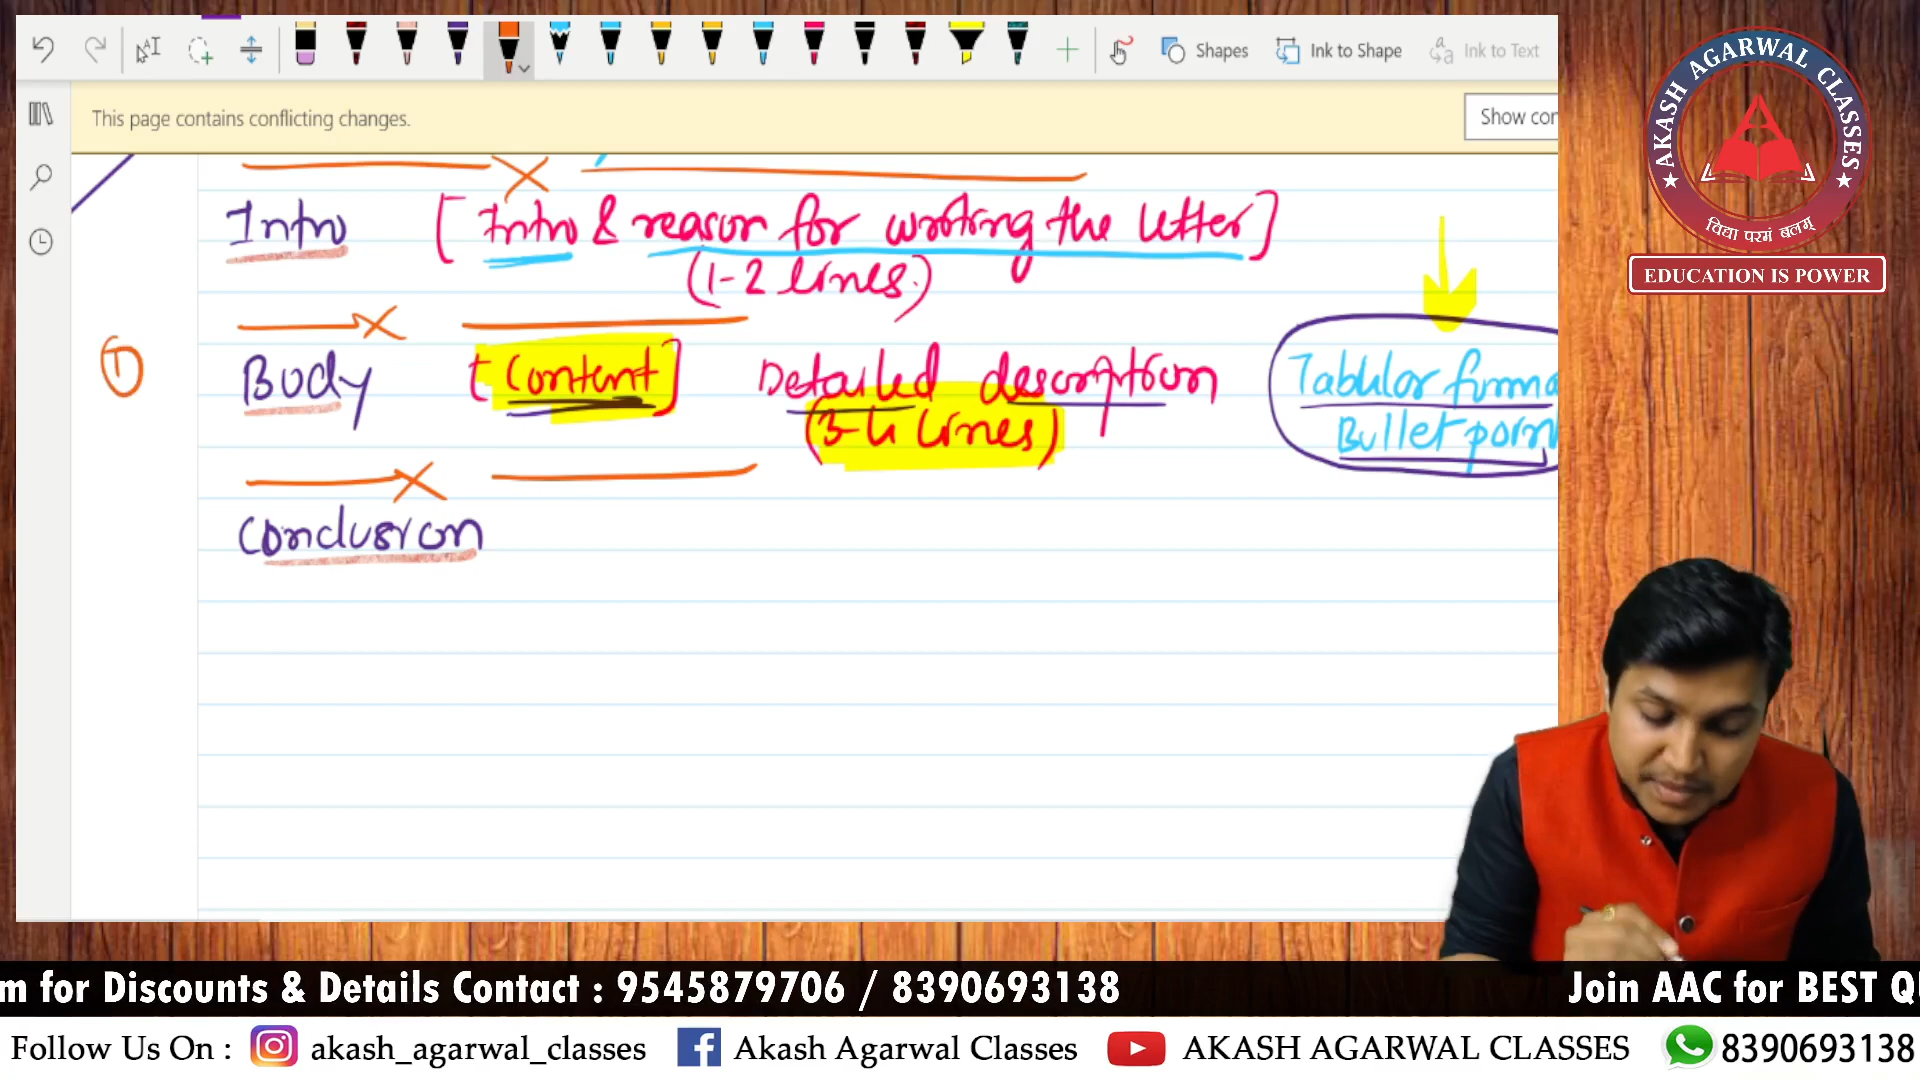 Shapes
Ink to Shape
Ink to Text
This page contains conflicting changes.
Show con
Intro [Intro & reason for writing the letter]
(1-2 lines.)
① Body [Content] Detailed description
(3-4 lines)
Tabular forma
Bullet poin
Conclusion
AKASH AGARWAL CLASSES
विद्या परमं बलम्
EDUCATION IS POWER
m for Discounts & Details Contact : 9545879706 / 8390693138 Join AAC for BEST QU
Follow Us On : akash_agarwal_classes Akash Agarwal Classes AKASH AGARWAL CLASSES 8390693138